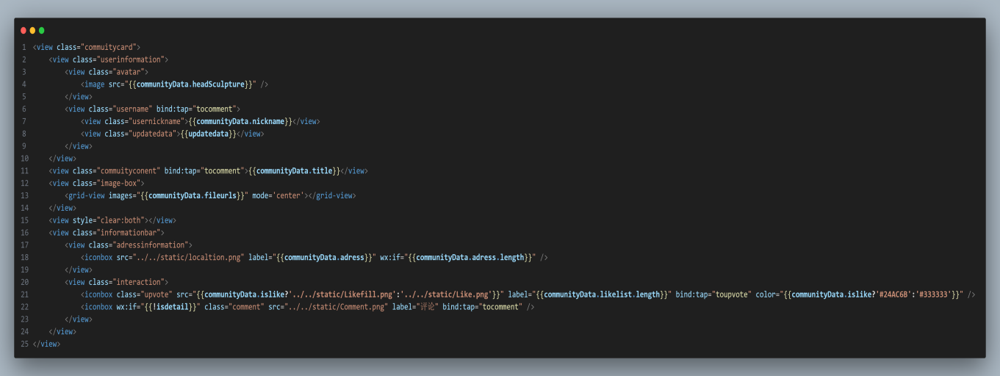 1 <view class="commuitycard">
2     <view class="userinformation">
3         <view class="avatar">
4             <image src="{{communityData.headSculpture}}" />
5         </view>
6         <view class="username" bind:tap="tocomment">
7             <view class="usernickname">{{communityData.nickname}}</view>
8             <view class="updatedata">{{updatedata}}</view>
9         </view>
10     </view>
11     <view class="commuityconent" bind:tap="tocomment">{{communityData.title}}</view>
12     <view class="image-box">
13         <grid-view images="{{communityData.fileurls}}" mode='center'></grid-view>
14     </view>
15     <view style="clear:both"></view>
16     <view class="informationbar">
17         <view class="adressinformation">
18             <iconbox src="../../static/localtion.png" label="{{communityData.adress}}" wx:if="{{communityData.adress.length}}" />
19         </view>
20         <view class="interaction">
21             <iconbox class="upvote" src="{{communityData.islike?'../../static/Likefill.png':'../../static/Like.png'}}" label="{{communityData.likelist.length}}" bind:tap="toupvote" color="{{communityData.islike?'#24AC6B':'#333333'}}" />
22             <iconbox wx:if="{{!isdetail}}" class="comment" src="../../static/Comment.png" label="评论" bind:tap="tocomment" />
23         </view>
24     </view>
25 </view>